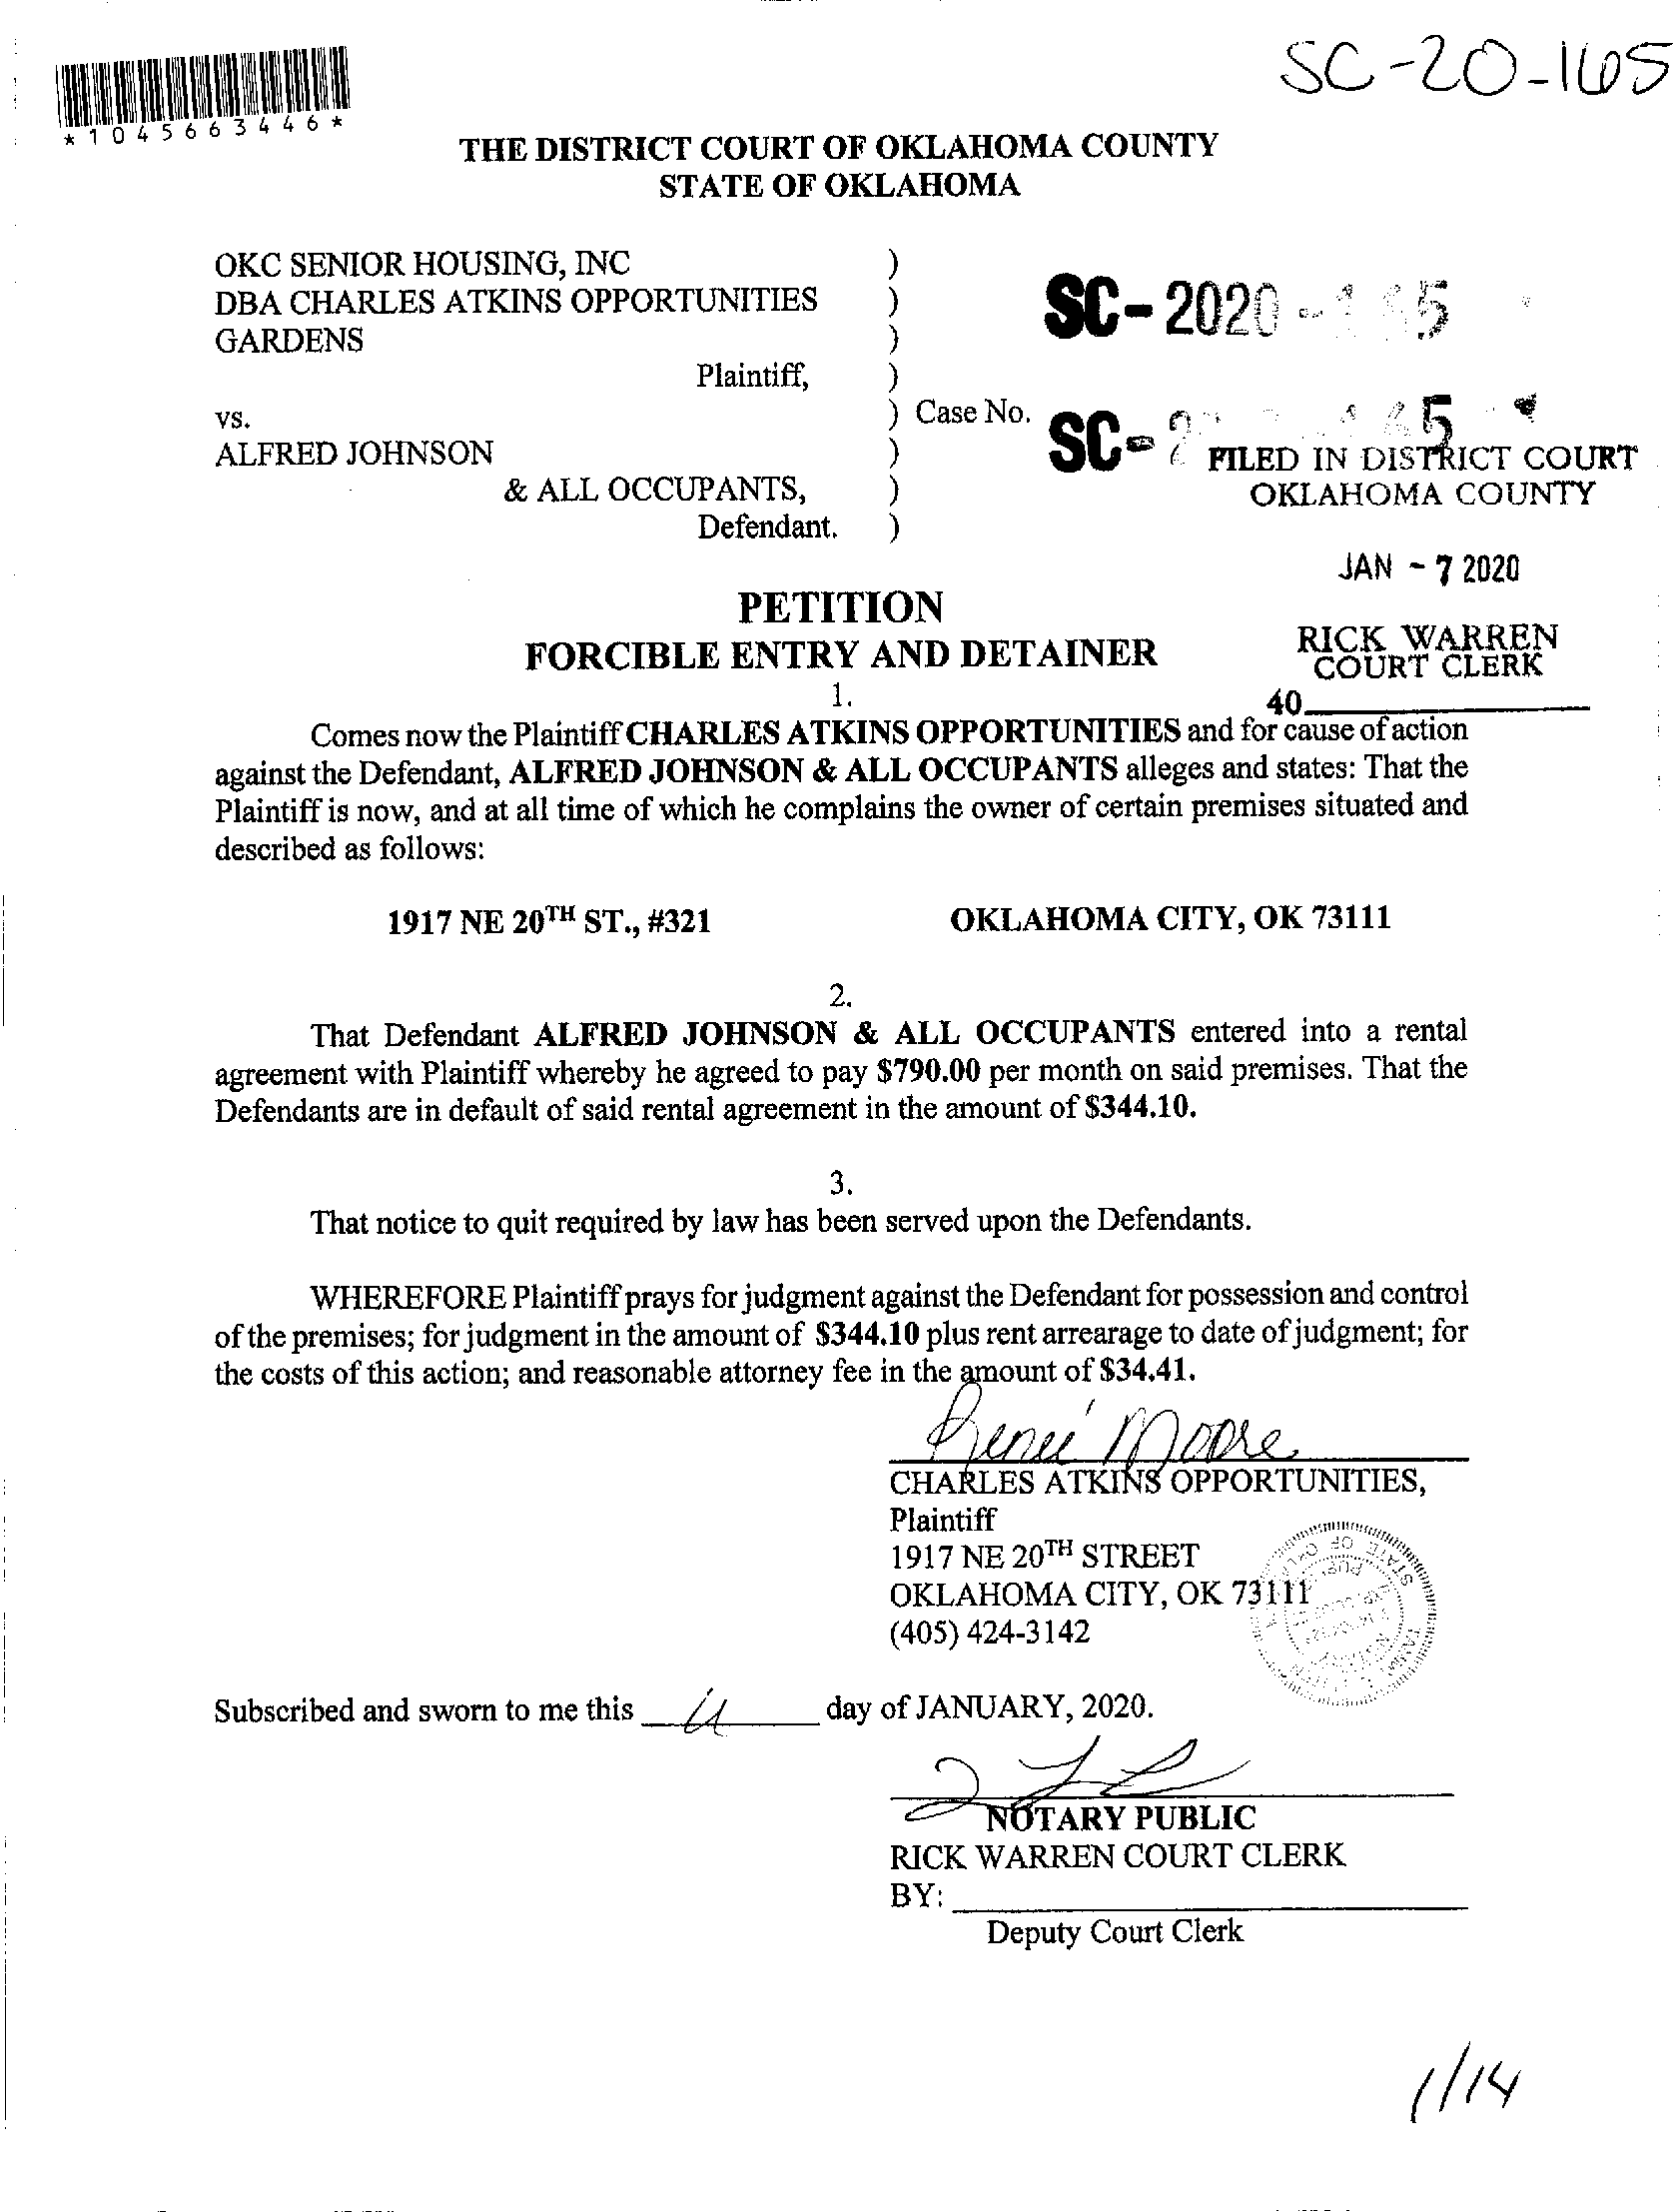 SC-20-165
*1045663446*
THE DISTRICT COURT OF OKLAHOMA COUNTY
STATE OF OKLAHOMA
OKC SENIOR HOUSING, INC )
DBA CHARLES ATKINS OPPORTUNITIES )
GARDENS )
SC-2020-165
Plaintiff, )
vs. ) Case No.
SC-2 165
ALFRED JOHNSON )
FILED IN DISTRICT COURT
& ALL OCCUPANTS, )
OKLAHOMA COUNTY
Defendant. )
JAN - 7 2020
PETITION
RICK WARREN
FORCIBLE ENTRY AND DETAINER
COURT CLERK
1.
40
Comes now the Plaintiff CHARLES ATKINS OPPORTUNITIES and for cause of action
against the Defendant, ALFRED JOHNSON & ALL OCCUPANTS alleges and states: That the
Plaintiff is now, and at all time of which he complains the owner of certain premises situated and
described as follows:
1917 NE 20TH ST., #321 OKLAHOMA CITY, OK 73111
2.
That Defendant ALFRED JOHNSON & ALL OCCUPANTS entered into a rental
agreement with Plaintiff whereby he agreed to pay $790.00 per month on said premises. That the
Defendants are in default of said rental agreement in the amount of $344.10.
3.
That notice to quit required by law has been served upon the Defendants.
WHEREFORE Plaintiff prays for judgment against the Defendant for possession and control
of the premises; for judgment in the amount of $344.10 plus rent arrearage to date of judgment; for
the costs of this action; and reasonable attorney fee in the amount of $34.41.
Reneé Moore
CHARLES ATKINS OPPORTUNITIES,
Plaintiff
1917 NE 20TH STREET
OKLAHOMA CITY, OK 73111
(405) 424-3142
STATE OF
Subscribed and sworn to me this day of JANUARY, 2020.
NOTARY PUBLIC
RICK WARREN COURT CLERK
BY:
Deputy Court Clerk
1/14